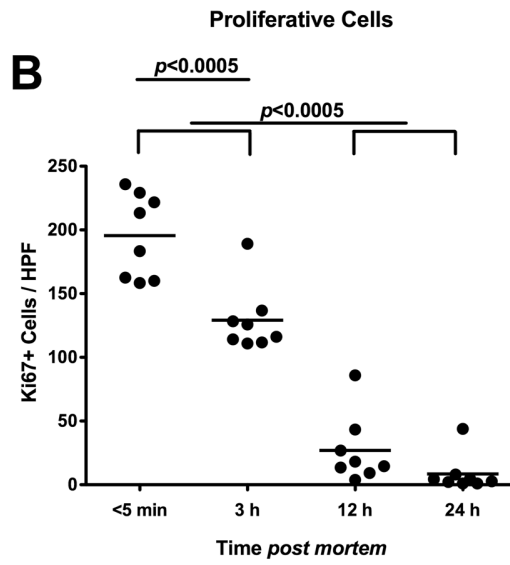 Proliferative Cells
B
p<0.0005
p<0.0005
250
200
150
100
50
0
Ki67+ Cells / HPF
<5 min 3 h 12 h 24 h
Time post mortem